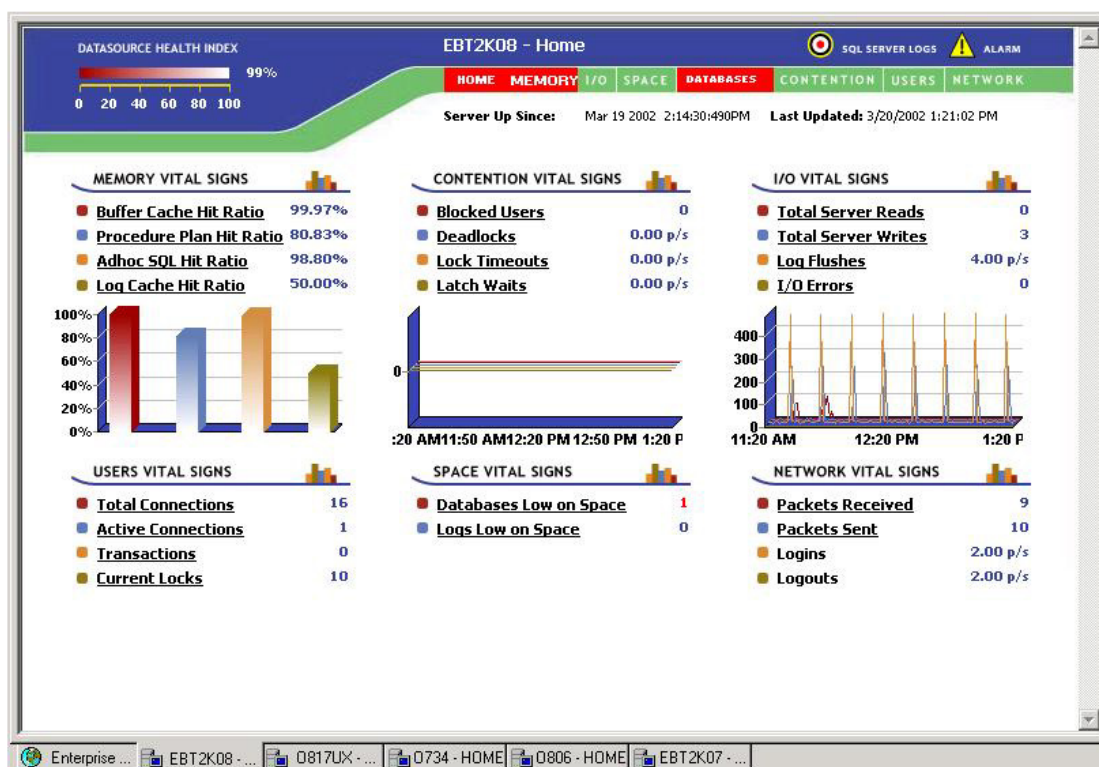 DATASOURCE HEALTH INDEX
99%
0 20 40 60 80 100
EBT2K08 - Home
SQL SERVER LOGS ALARM
HOME MEMORY I/O SPACE DATABASES CONTENTION USERS NETWORK
Server Up Since: Mar 19 2002 2:14:30:490PM Last Updated: 3/20/2002 1:21:02 PM
MEMORY VITAL SIGNS
Buffer Cache Hit Ratio 99.97%
Procedure Plan Hit Ratio 80.83%
Adhoc SQL Hit Ratio 98.80%
Log Cache Hit Ratio 50.00%
100%
80%
60%
40%
20%
0%
CONTENTION VITAL SIGNS
Blocked Users 0
Deadlocks 0.00 p/s
Lock Timeouts 0.00 p/s
Latch Waits 0.00 p/s
0
:20 AM 11:50 AM 12:20 PM 12:50 PM 1:20 P
I/O VITAL SIGNS
Total Server Reads 0
Total Server Writes 3
Log Flushes 4.00 p/s
I/O Errors 0
400
300
200
100
0
11:20 AM 12:20 PM 1:20 P
USERS VITAL SIGNS
Total Connections 16
Active Connections 1
Transactions 0
Current Locks 10
SPACE VITAL SIGNS
Databases Low on Space 1
Logs Low on Space 0
NETWORK VITAL SIGNS
Packets Received 9
Packets Sent 10
Logins 2.00 p/s
Logouts 2.00 p/s
Enterprise ... EBT2K08 - ... O817UX - ... O734 - HOME O806 - HOME EBT2K07 - ...